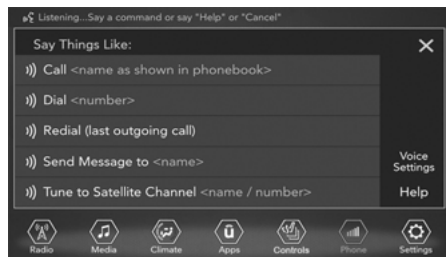 Listening...Say a command or say "Help" or "Cancel"
Say Things Like:
Call <name as shown in phonebook>
Dial <number>
Redial (last outgoing call)
Send Message to <name>
Tune to Satellite Channel <name / number>
Voice
Settings
Help
Radio
Media
Climate
Apps
Controls
Phone
Settings